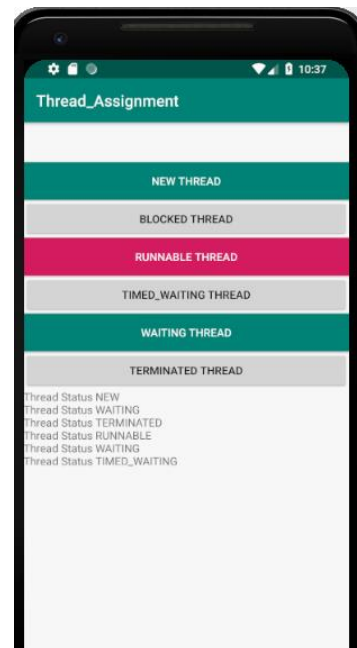 10:37
Thread_Assignment
NEW THREAD
BLOCKED THREAD
RUNNABLE THREAD
TIMED_WAITING THREAD
WAITING THREAD
TERMINATED THREAD
Thread Status NEW
Thread Status WAITING
Thread Status TERMINATED
Thread Status RUNNABLE
Thread Status WAITING
Thread Status TIMED_WAITING